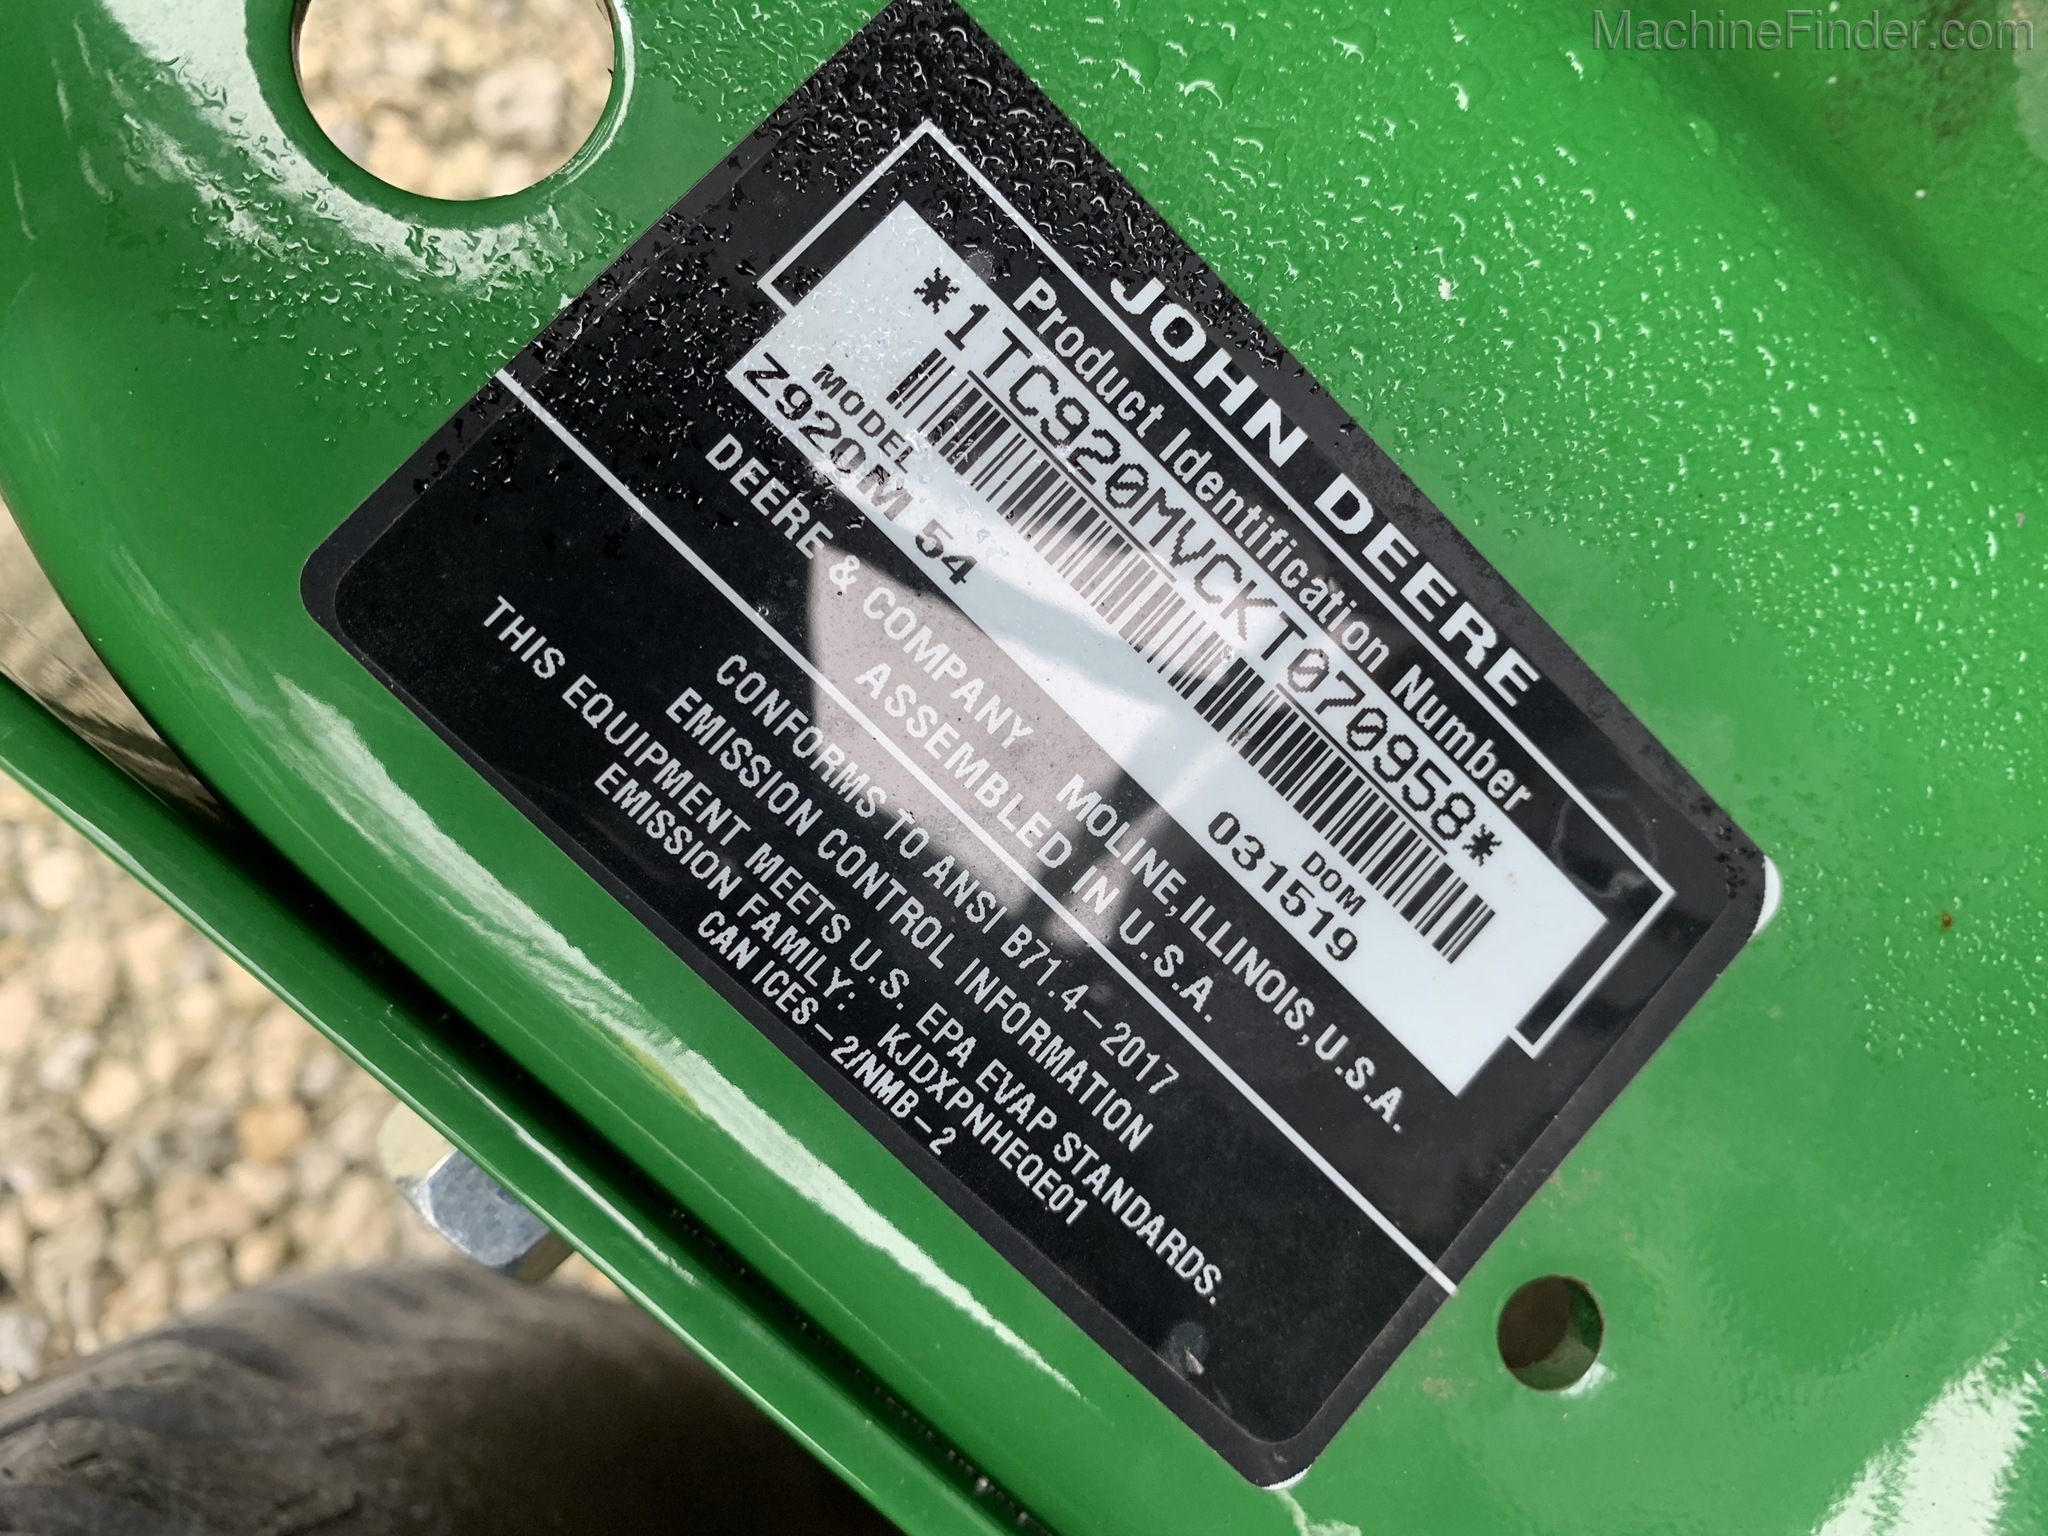 MachineFinder.com
JOHN DEERE
Product Identification Number
*1TC920MVCKT070958*
MODEL DOM
Z920M 54 031519
DEERE & COMPANY MOLINE, ILLINOIS, U.S.A.
ASSEMBLED IN U.S.A.
CONFORMS TO ANSI B71.4-2017
EMISSION CONTROL INFORMATION
THIS EQUIPMENT MEETS U.S. EPA EVAP STANDARDS.
EMISSION FAMILY: KJDXPNHEQE01
CAN ICES-2/NMB-2